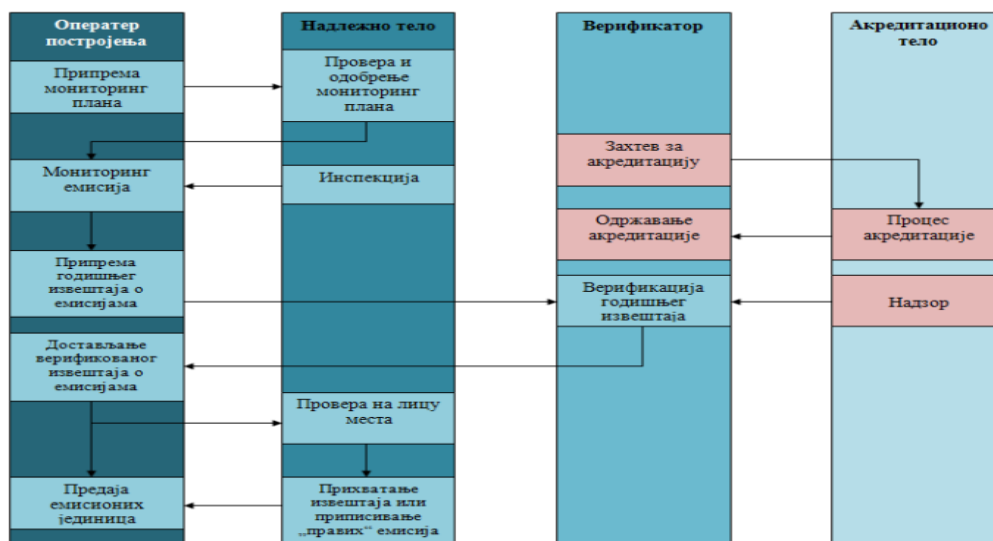 Оператер
постројења
Надлежно тело
Верификатор
Акредитационо
тело
Припрема
мониторинг
плана
Провера и
одобрење
мониторинг
плана
Захтев за
акредитацију
Мониторинг
емисија
Инспекција
Одржавање
акредитације
Процес
акредитације
Припрема
годишњег
извештаја о
емисијама
Верификација
годишњег
извештаја
Надзор
Достављање
верификованог
извештаја о
емисијама
Провера на лицу
места
Предаја
емисионих
јединица
Прихватање
извештаја или
приписивање
„правих“ емисија